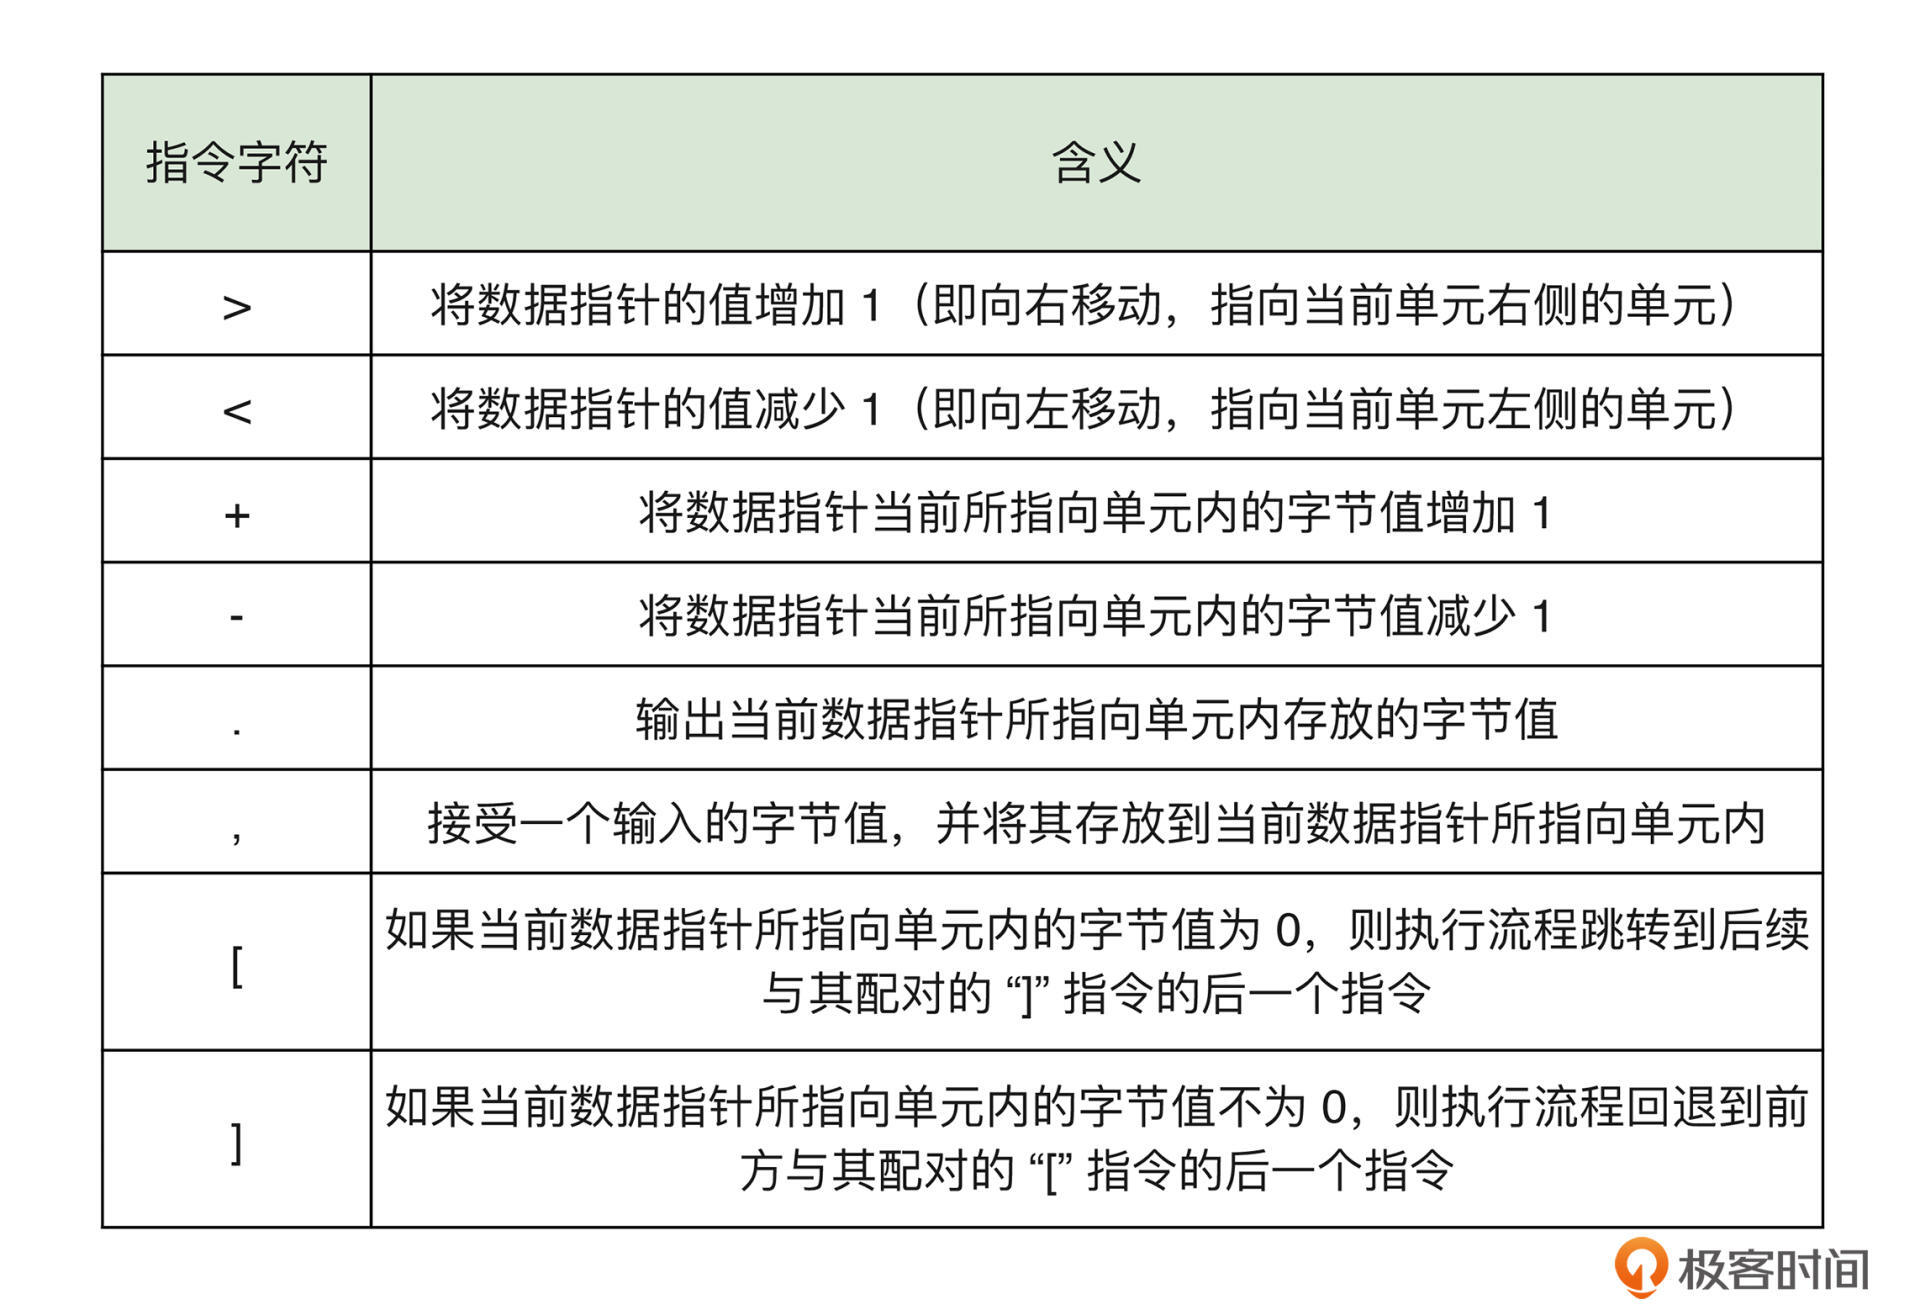 指令字符 含义
> 将数据指针的值增加 1（即向右移动，指向当前单元右侧的单元）
< 将数据指针的值减少 1（即向左移动，指向当前单元左侧的单元）
+ 将数据指针当前所指向单元内的字节值增加 1
- 将数据指针当前所指向单元内的字节值减少 1
. 输出当前数据指针所指向单元内存放的字节值
, 接受一个输入的字节值，并将其存放到当前数据指针所指向单元内
[ 如果当前数据指针所指向单元内的字节值为 0，则执行流程跳转到后续
与其配对的 “]” 指令的后一个指令
] 如果当前数据指针所指向单元内的字节值不为 0，则执行流程回退到前
方与其配对的 “[” 指令的后一个指令
极客时间